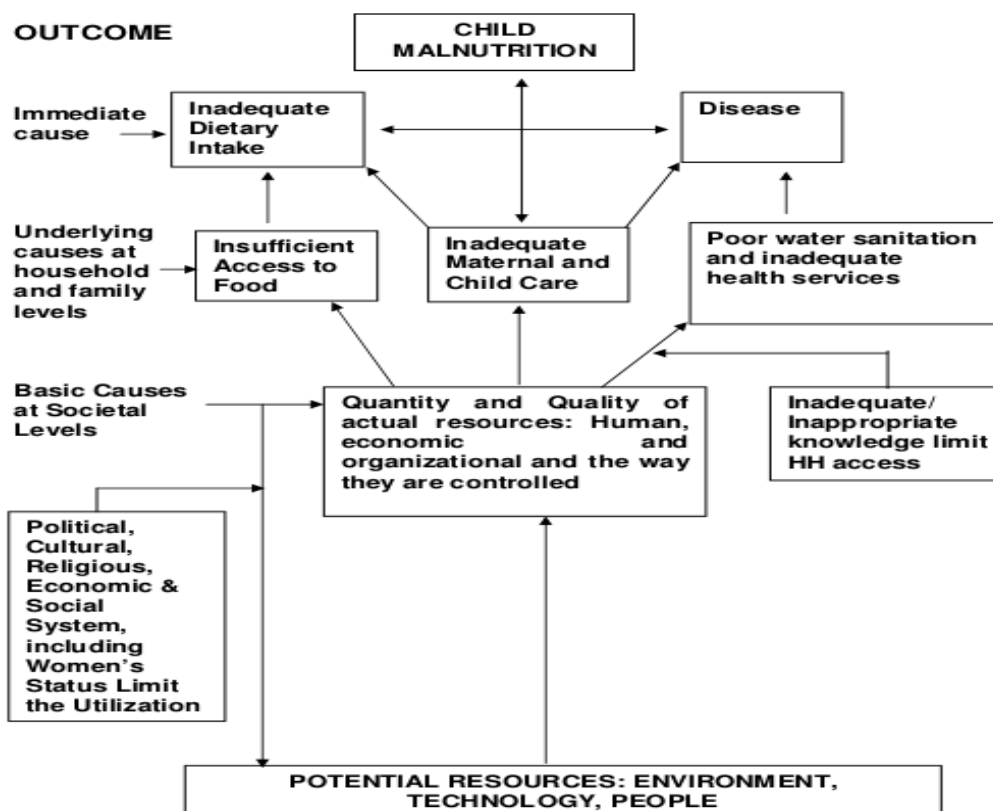 OUTCOME
CHILD
MALNUTRITION
Immediate
cause
Inadequate
Dietary
Intake
Disease
Underlying
causes at
household
and family
levels
Insufficient
Access to
Food
Inadequate
Maternal and
Child Care
Poor water sanitation
and inadequate
health services
Basic Causes
at Societal
Levels
Quantity and Quality of
actual resources: Human,
economic and
organizational and the way
they are controlled
Inadequate/
Inappropriate
knowledge limit
HH access
Political,
Cultural,
Religious,
Economic &
Social
System,
including
Women's
Status Limit
the Utilization
POTENTIAL RESOURCES: ENVIRONMENT,
TECHNOLOGY, PEOPLE